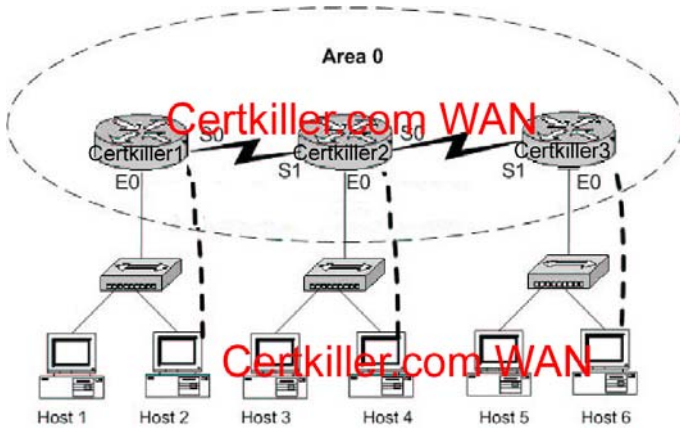 Area 0
Certkiller.com WAN
Certkiller1
S0
S1
Certkiller2
S0
S1
Certkiller3
E0
E0
E0
Certkiller.com WAN
Host 1
Host 2
Host 3
Host 4
Host 5
Host 6